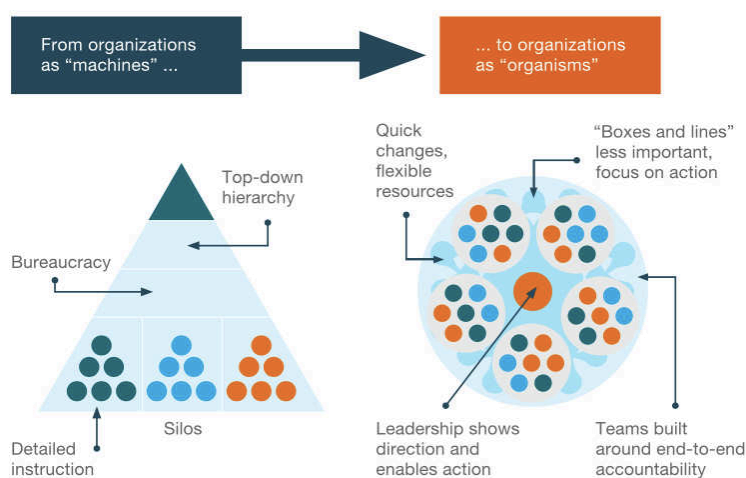 From organizations
as “machines” ...
... to organizations
as “organisms”
Top-down
hierarchy
Bureaucracy
Silos
Detailed
instruction
Quick
changes,
flexible
resources
“Boxes and lines”
less important,
focus on action
Leadership shows
direction and
enables action
Teams built
around end-to-end
accountability